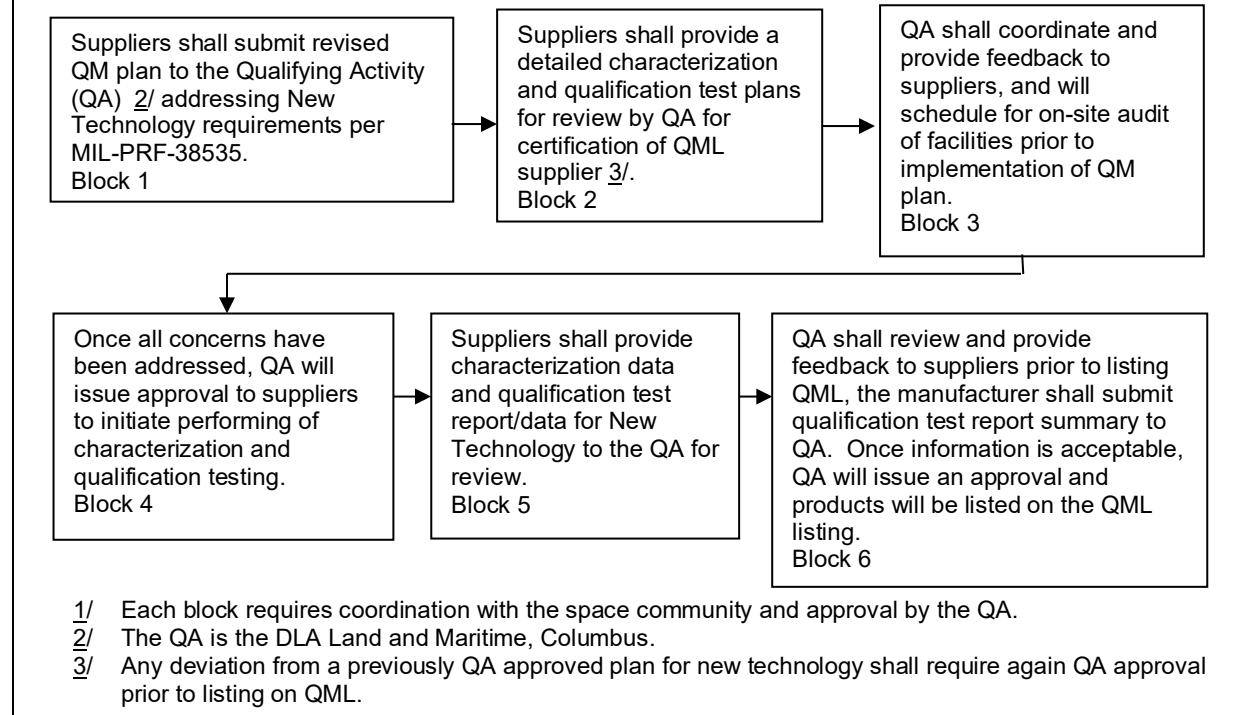 Suppliers shall submit revised
QM plan to the Qualifying Activity
(QA) 2/ addressing New
Technology requirements per
MIL-PRF-38535.
Block 1
Suppliers shall provide a
detailed characterization
and qualification test plans
for review by QA for
certification of QML
supplier 3/.
Block 2
QA shall coordinate and
provide feedback to
suppliers, and will
schedule for on-site audit
of facilities prior to
implementation of QM
plan.
Block 3
Once all concerns have
been addressed, QA will
issue approval to suppliers
to initiate performing of
characterization and
qualification testing.
Block 4
Suppliers shall provide
characterization data
and qualification test
report/data for New
Technology to the QA for
review.
Block 5
QA shall review and provide
feedback to suppliers prior to listing
QML, the manufacturer shall submit
qualification test report summary to
QA. Once information is acceptable,
QA will issue an approval and
products will be listed on the QML
listing.
Block 6
1/ Each block requires coordination with the space community and approval by the QA.
2/ The QA is the DLA Land and Maritime, Columbus.
3/ Any deviation from a previously QA approved plan for new technology shall require again QA approval
prior to listing on QML.